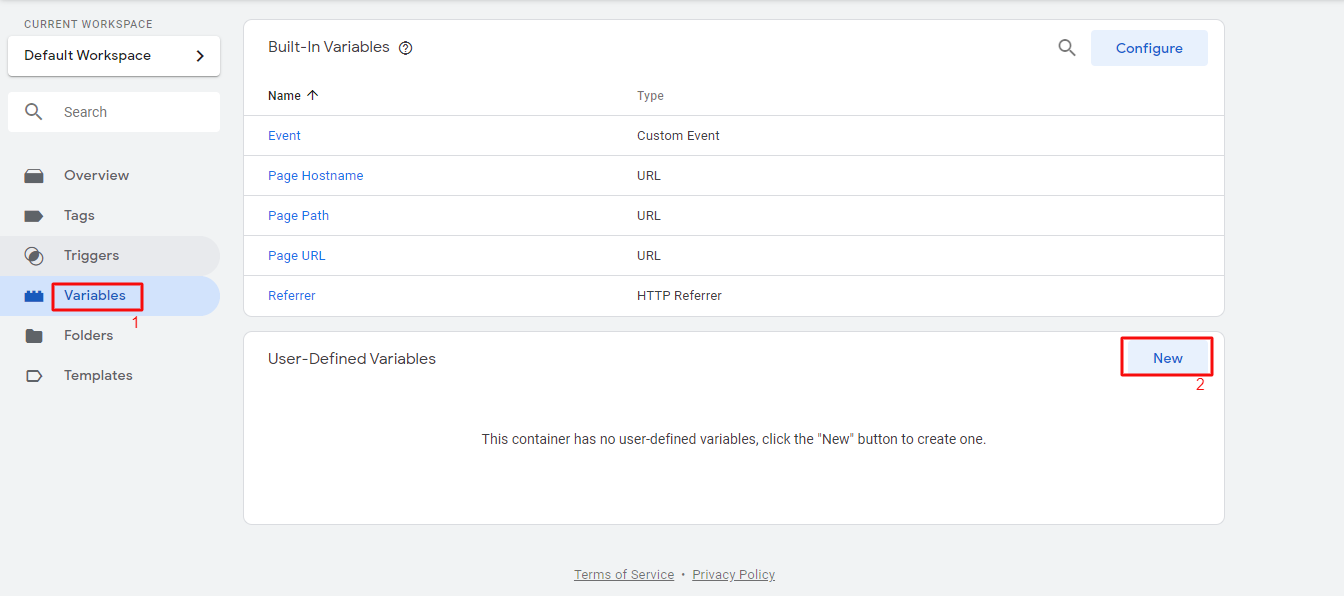 CURRENT WORKSPACE
Default Workspace
Search
Overview
Tags
Triggers
Variables
1
Folders
Templates
Built-In Variables
Configure
Name Type
Event Custom Event
Page Hostname URL
Page Path URL
Page URL URL
Referrer HTTP Referrer
User-Defined Variables
New
2
This container has no user-defined variables, click the "New" button to create one.
Terms of Service • Privacy Policy